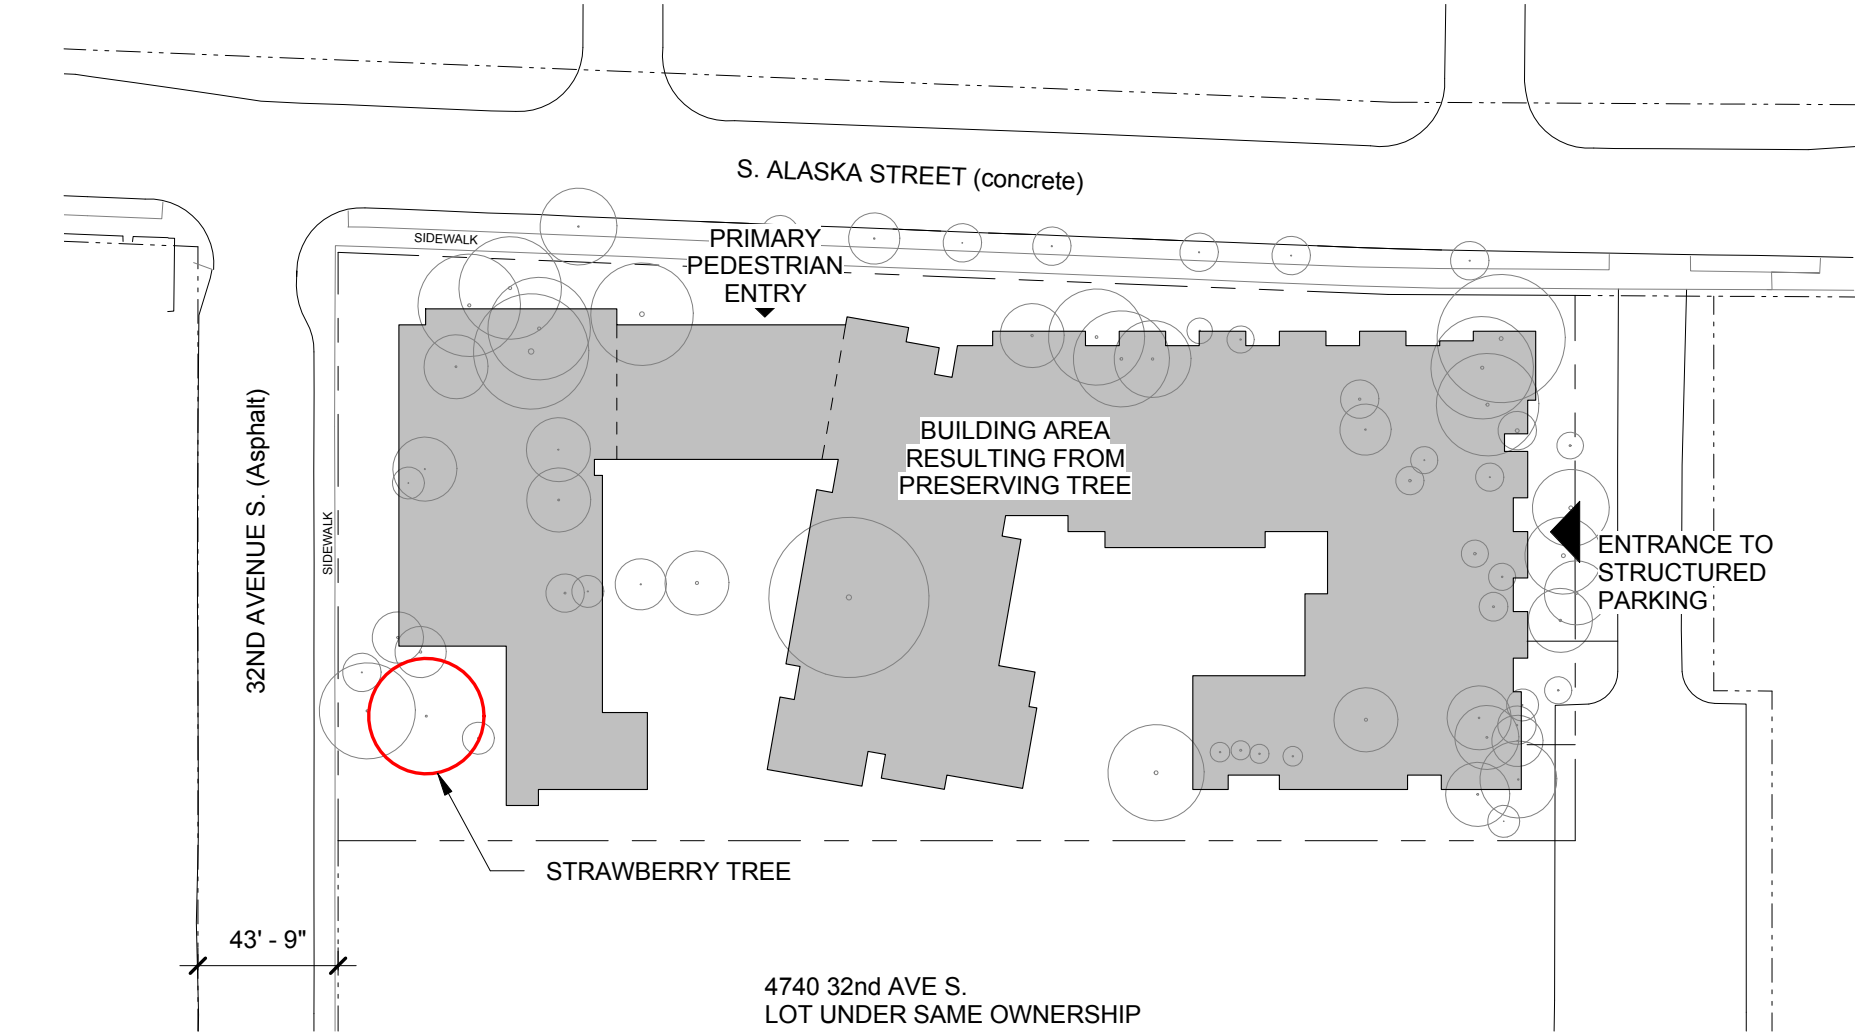 S. ALASKA STREET (concrete)
SIDEWALK
PRIMARY
PEDESTRIAN
ENTRY
32ND AVENUE S. (Asphalt)
SIDEWALK
BUILDING AREA
RESULTING FROM
PRESERVING TREE
ENTRANCE TO
STRUCTURED
PARKING
STRAWBERRY TREE
43' - 9"
4740 32nd AVE S.
LOT UNDER SAME OWNERSHIP